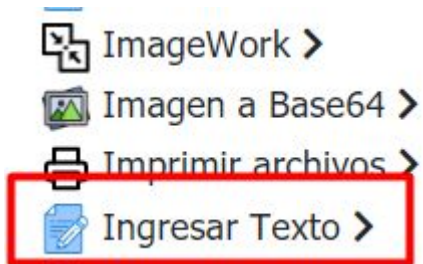 ImageWork >
Imagen a Base64 >
Imprimir archivos >
Ingresar Texto >